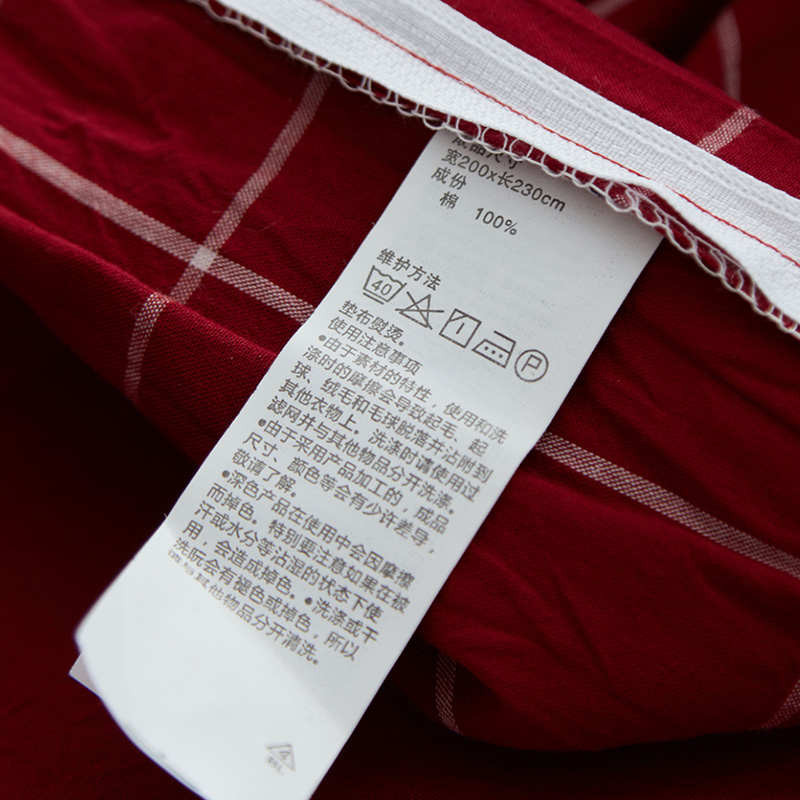 成品尺寸
宽200x长230cm
成份
棉 100%
维护方法
40 P
垫布熨烫。
使用注意事项
●由于素材的特性，使用和洗
涤时的摩擦会导致起毛、起
球、绒毛和毛球脱落并沾附到
其他衣物上。洗涤时请使用过
滤网并与其他物品分开洗涤。
●由于采用产品加工的，成品
尺寸、颜色等会有少许差异，
敬请了解。
●深色产品在使用中会因摩擦
而掉色。特别要注意如果在被
汗或水分等沾湿的状态下使
用，会造成掉色。●洗涤或干
洗阮会有褪色或掉色，所以
其他物品分开清洗。